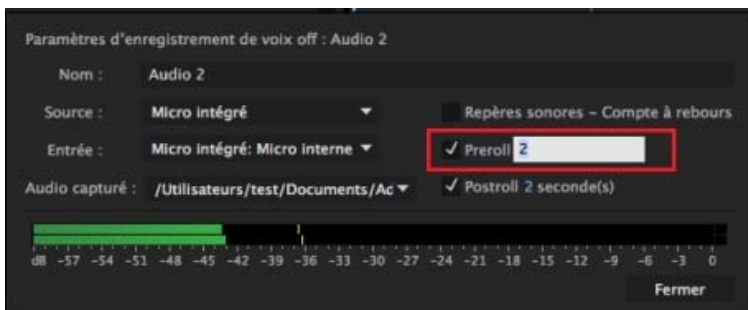 Paramètres d'enregistrement de voix off : Audio 2
Nom : Audio 2
Source : Micro intégré Repères sonores - Compte à rebours
Entrée : Micro intégré: Micro interne Preroll 2
Audio capturé : /Utilisateurs/test/Documents/Ac Postroll 2 seconde(s)
dB -57 -54 -51 -48 -45 -42 -39 -36 -33 -30 -27 -24 -21 -18 -15 -12 -9 -6 -3 0
Fermer